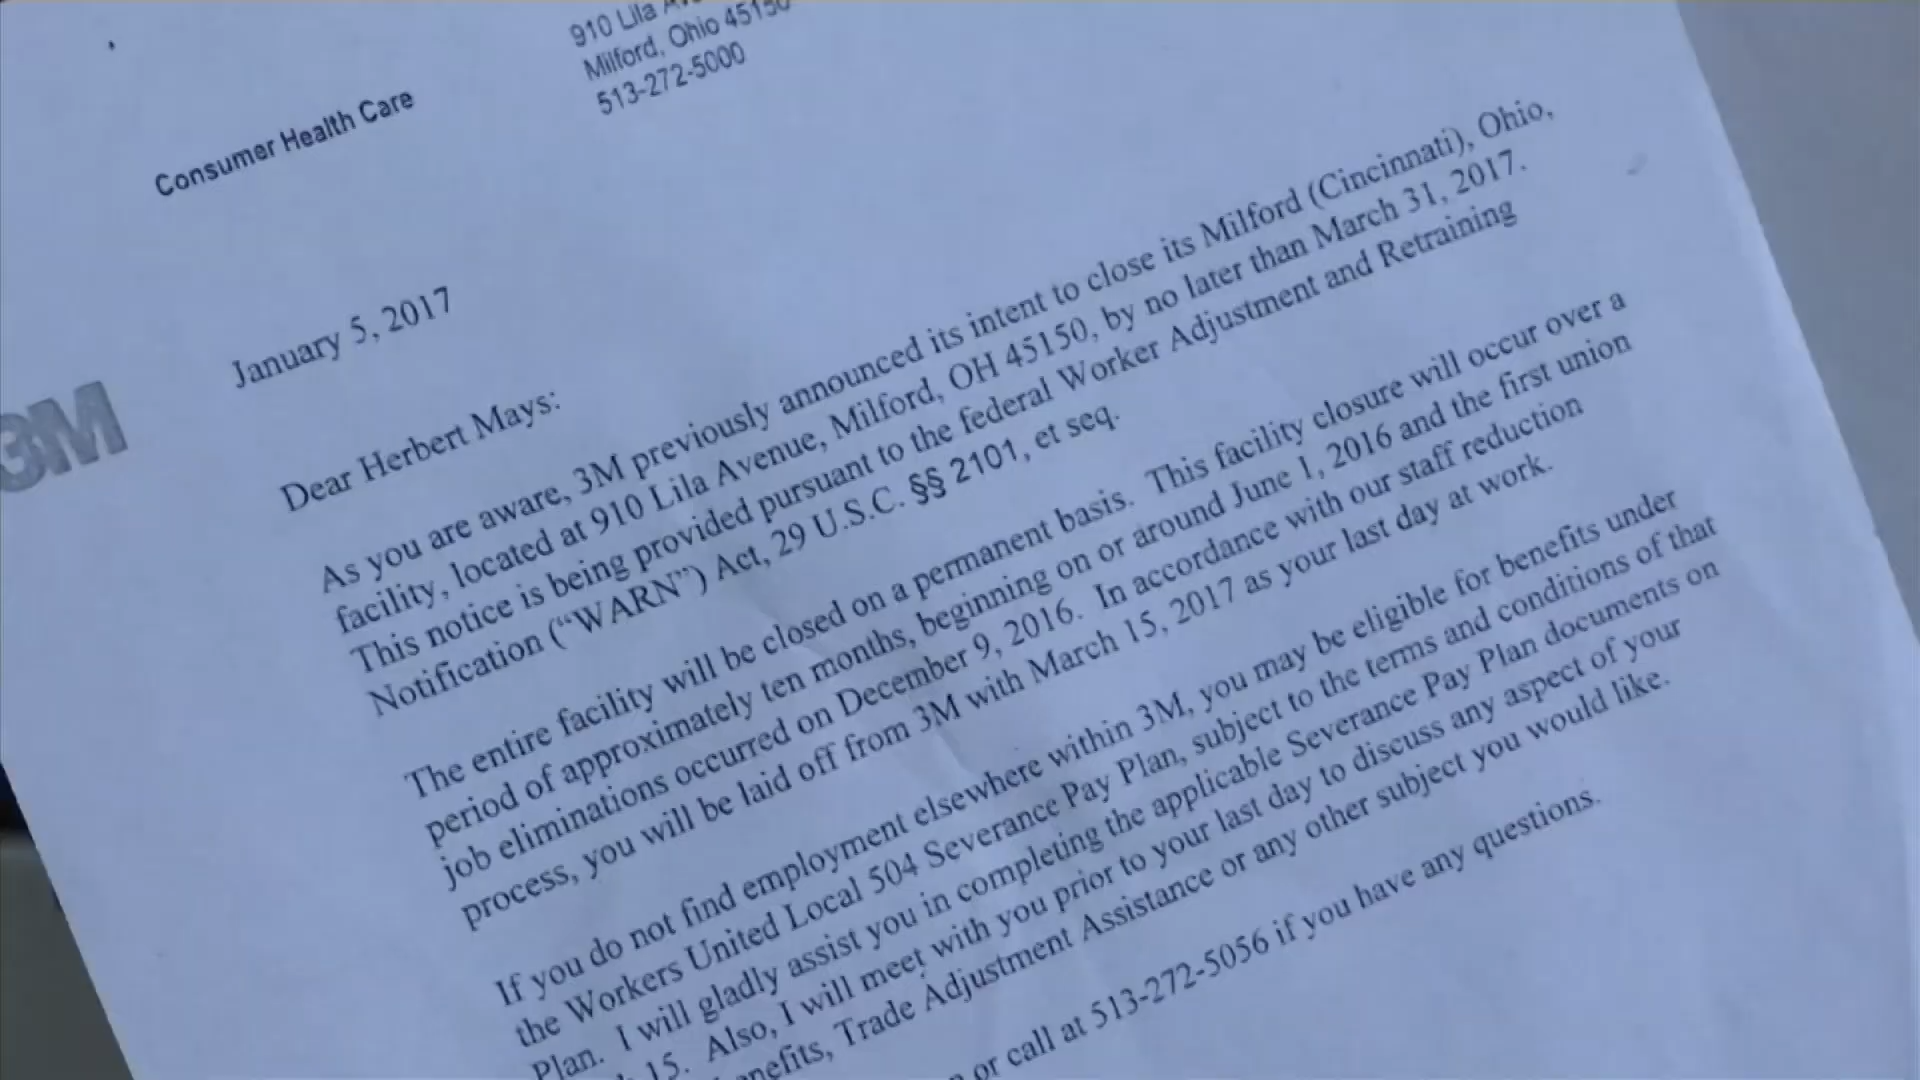 910 Lila
Milford, Ohio 45150
513-272-5000
Consumer Health Care
3M
January 5, 2017
Dear Herbert Mays:
As you are aware, 3M previously announced its intent to close its Milford (Cincinnati), Ohio,
facility, located at 910 Lila Avenue, Milford, OH 45150, by no later than March 31, 2017.
This notice is being provided pursuant to the federal Worker Adjustment and Retraining
Notification (“WARN”) Act, 29 U.S.C. §§ 2101, et seq.
The entire facility will be closed on a permanent basis. This facility closure will occur over a
period of approximately ten months, beginning on or around June 1, 2016 and the first union
job eliminations occurred on December 9, 2016. In accordance with our staff reduction
process, you will be laid off from 3M with March 15, 2017 as your last day at work.
If you do not find employment elsewhere within 3M, you may be eligible for benefits under
the Workers United Local 504 Severance Pay Plan, subject to the terms and conditions of that
Plan. I will gladly assist you in completing the applicable Severance Pay Plan documents on
15. Also, I will meet with you prior to your last day to discuss any aspect of your
Trade Adjustment Assistance or any other subject you would like.
or call at 513-272-5056 if you have any questions.